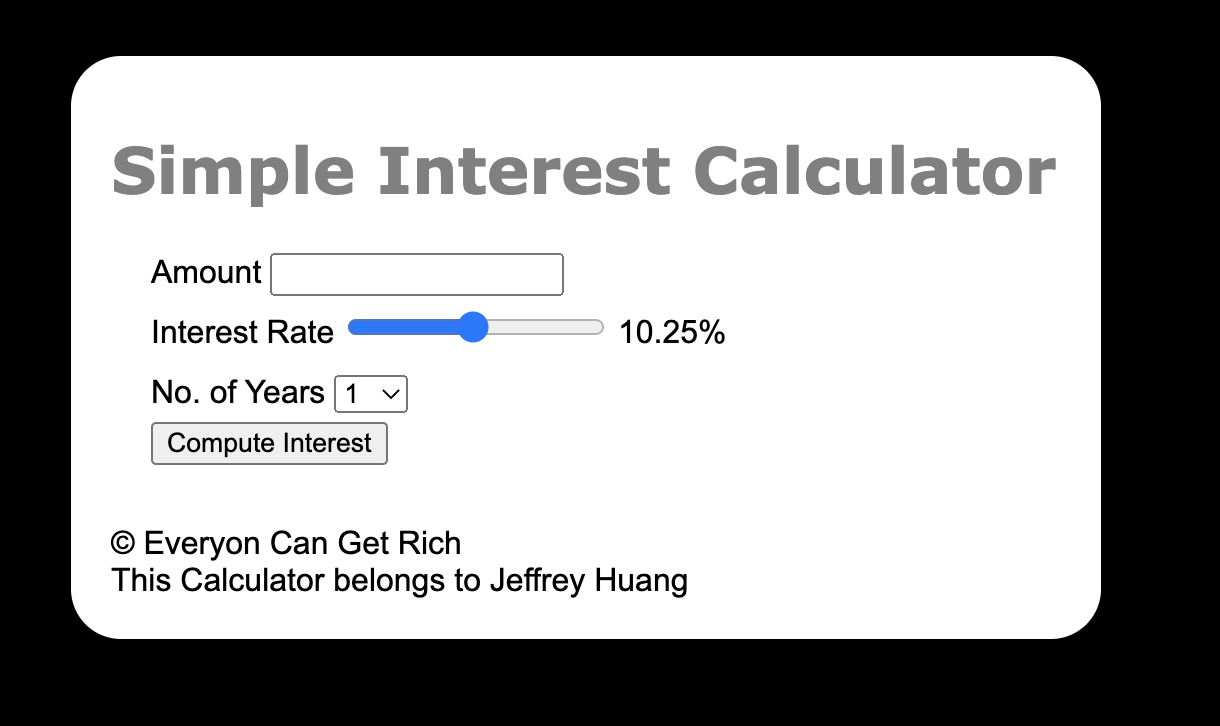 Simple Interest Calculator
Amount
Interest Rate 10.25%
No. of Years 1
Compute Interest
© Everyon Can Get Rich
This Calculator belongs to Jeffrey Huang